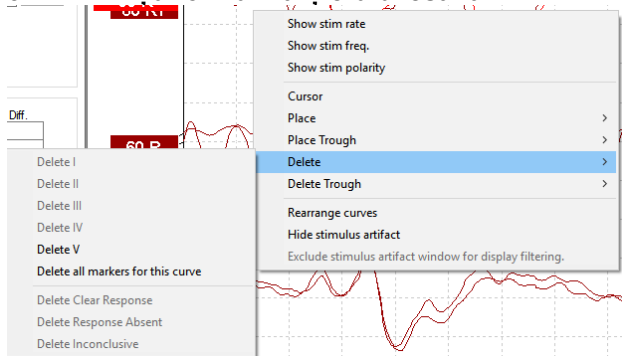 Show stim rate
Show stim freq.
Show stim polarity
Cursor
Place
Place Trough
Delete
Delete Trough
Rearrange curves
Hide stimulus artifact
Exclude stimulus artifact window for display filtering.
Diff.
Delete I
Delete II
Delete III
Delete IV
Delete V
Delete all markers for this curve
Delete Clear Response
Delete Response Absent
Delete Inconclusive